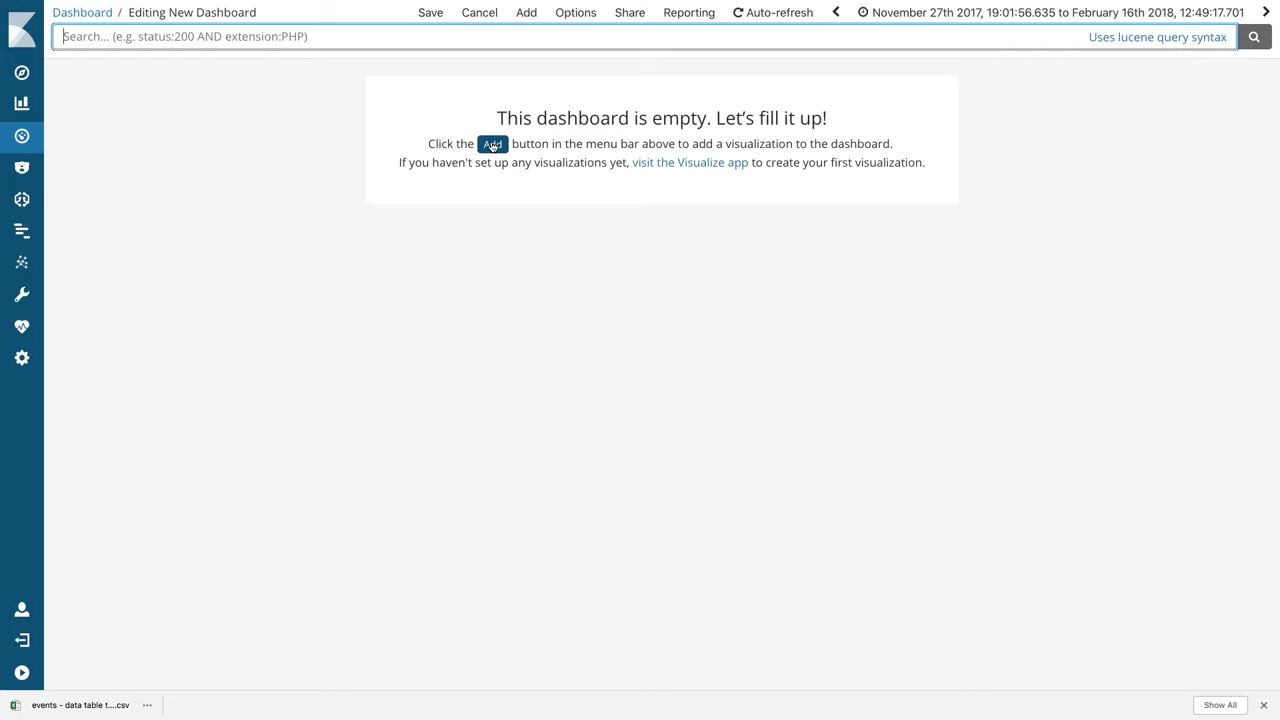 Dashboard / Editing New Dashboard Save Cancel Add Options Share Reporting Auto-refresh November 27th 2017, 19:01:56.635 to February 16th 2018, 12:49:17.701
Search... (e.g. status:200 AND extension:PHP) Uses lucene query syntax
This dashboard is empty. Let’s fill it up!
Click the Add button in the menu bar above to add a visualization to the dashboard.
If you haven't set up any visualizations yet, visit the Visualize app to create your first visualization.
events - data table t....csv Show All